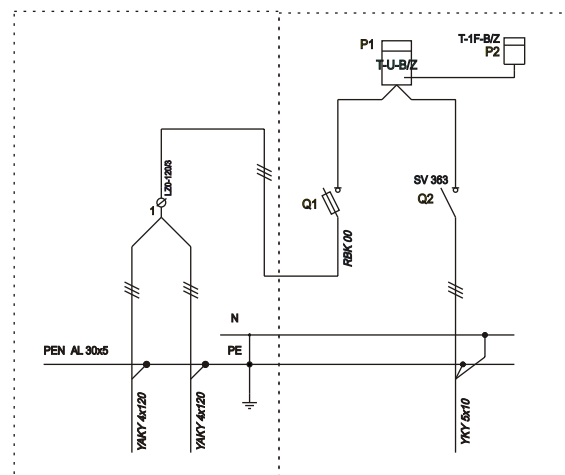 P1
T-U-B/Z
T-1F-B/Z
P2
LZ0-120/3
1
Q1
RBK 00
SV 363
Q2
N
PEN AL 30x5
PE
YAKY 4x120
YAKY 4x120
YKY 5x10